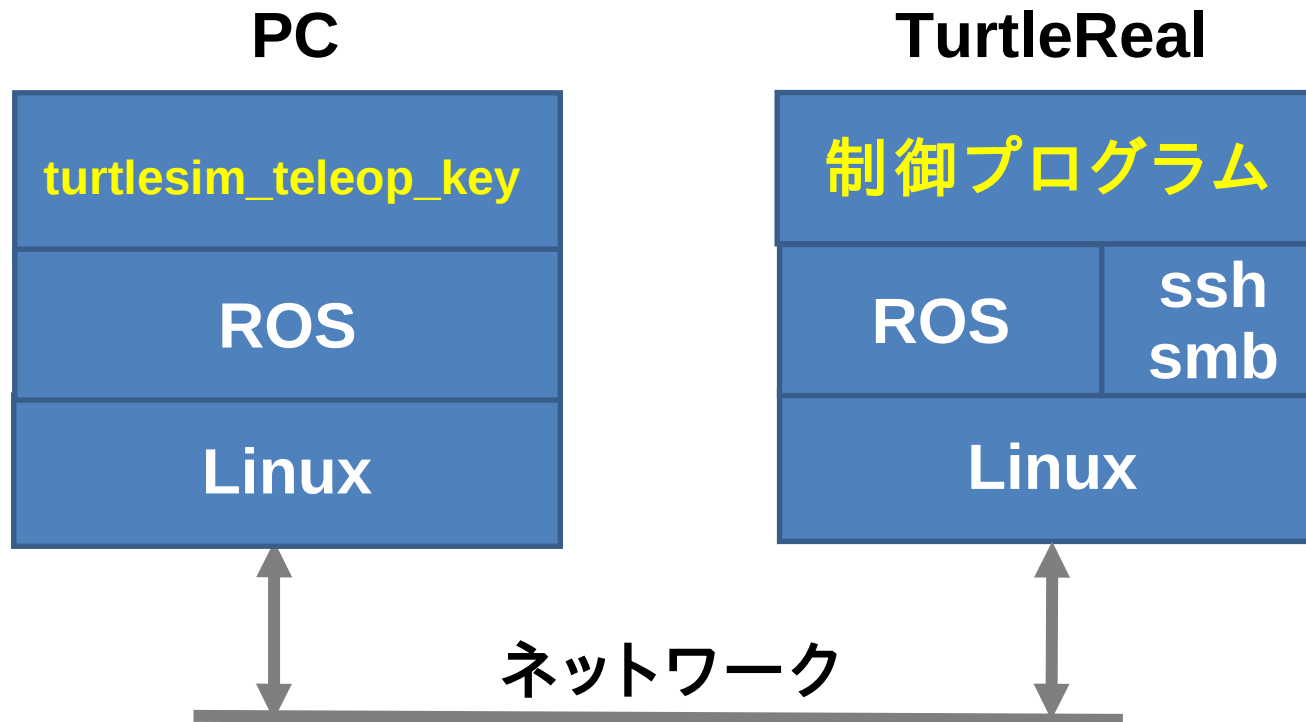 PC
turtlesim_teleop_key
ROS
Linux
TurtleReal
制御プログラム
ROS
ssh
smb
Linux
ネットワーク